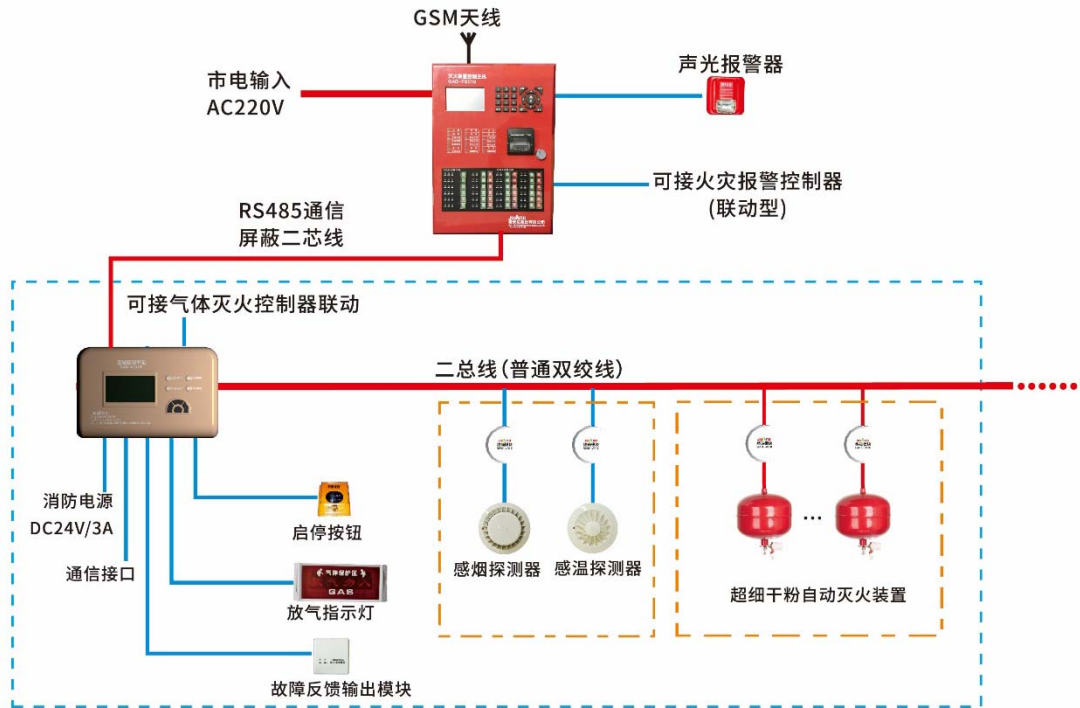 GSM天线
市电输入
AC220V
声光报警器
可接火灾报警控制器
(联动型)
RS485通信
屏蔽二芯线
可接气体灭火控制器联动
二总线(普通双绞线)
消防电源
DC24V/3A
通信接口
启停按钮
气体保护区
GAS
放气指示灯
故障反馈输出模块
感烟探测器
感温探测器
...
超细干粉自动灭火装置